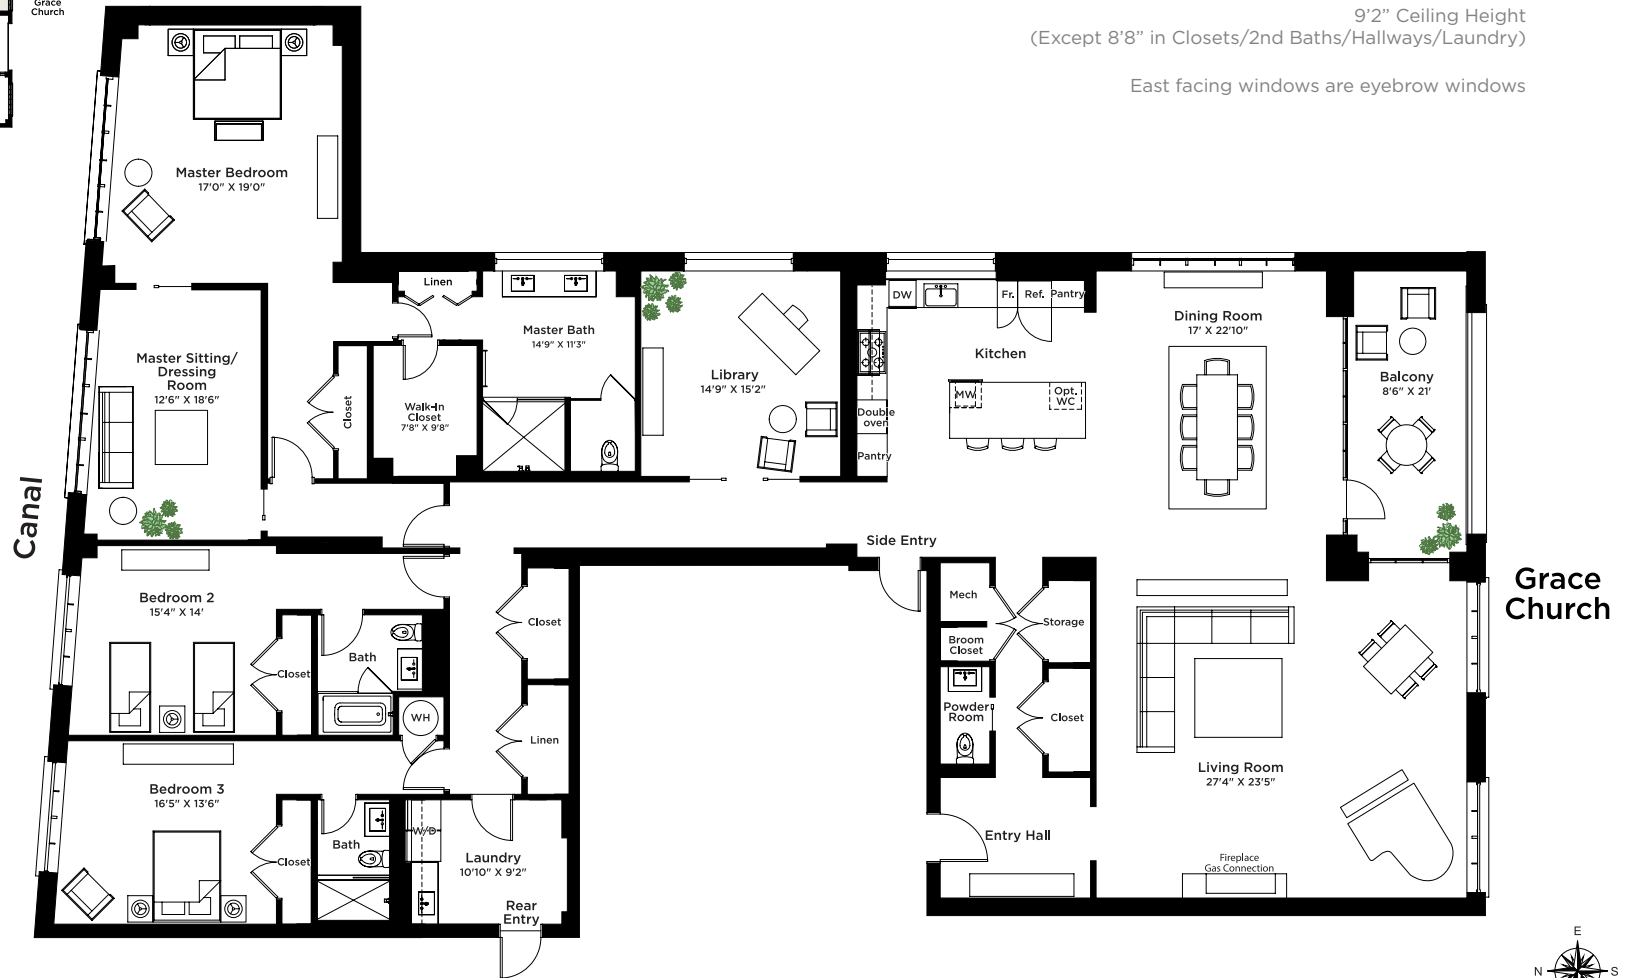 Grace
Church
9'2" Ceiling Height
(Except 8'8" in Closets/2nd Baths/Hallways/Laundry)
East facing windows are eyebrow windows
Master Bedroom
17'0" X 19'0"
Linen
Master Bath
14'9" X 11'3"
Master Sitting/
Dressing
Room
12'6" X 18'6"
Closet
Walk-In
Closet
7'8" X 9'8"
Library
14'9" X 15'2"
DW
Fr.
Ref.
Pantry
Kitchen
MW
Opt.
WC
Double
oven
Pantry
Dining Room
17' X 22'10"
Balcony
8'6" X 21'
Canal
Side Entry
Grace
Church
Bedroom 2
15'4" X 14'
Closet
Bath
WH
Closet
Linen
Mech
Broom
Closet
Storage
Powder
Room
Closet
Living Room
27'4" X 23'5"
Bedroom 3
16'5" X 13'6"
Closet
Bath
W/D
Laundry
10'10" X 9'2"
Rear
Entry
Entry Hall
Fireplace
Gas Connection
E
N
S